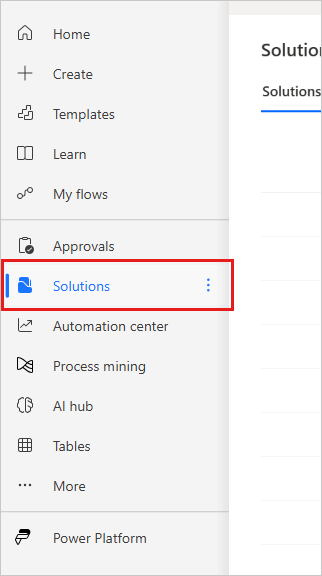 Home
Create
Templates
Learn
My flows
Approvals
Solutions
Automation center
Process mining
AI hub
Tables
More
Power Platform
Solution
Solutions